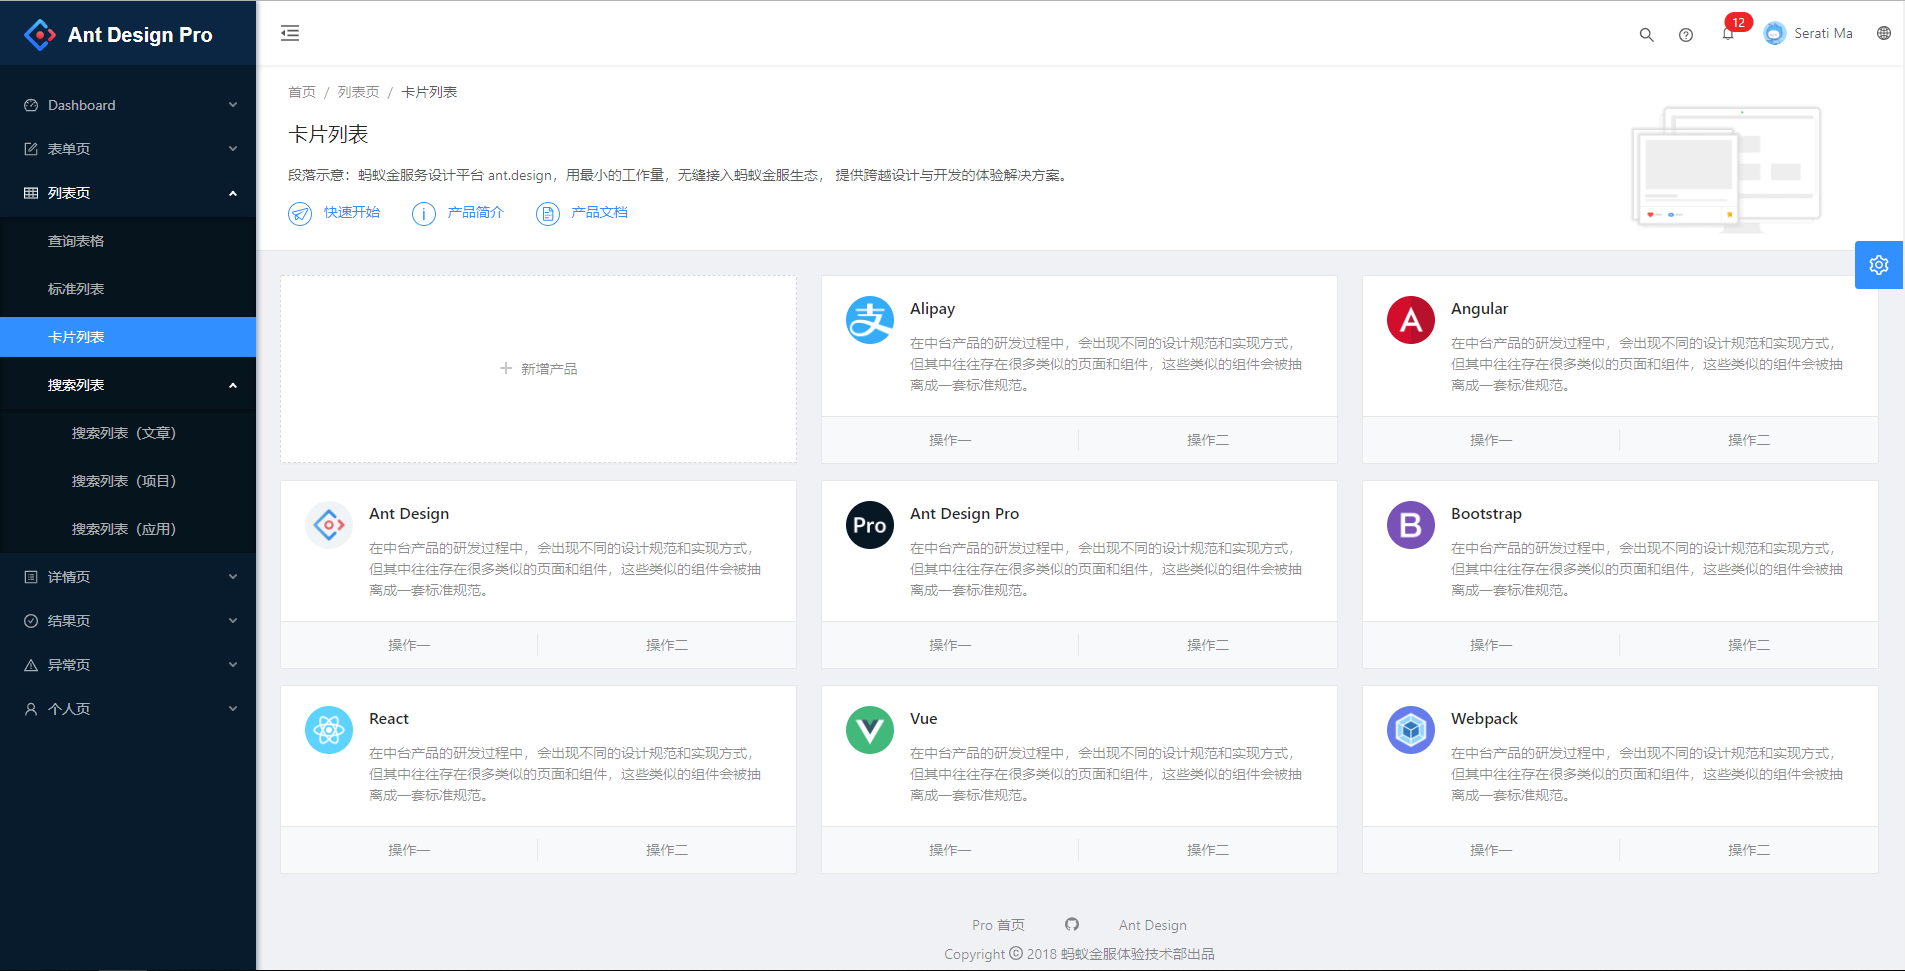 Ant Design Pro
12
Serati Ma
Dashboard
表单页
列表页
查询表格
标准列表
卡片列表
搜索列表
搜索列表（文章）
搜索列表（项目）
搜索列表（应用）
详情页
结果页
异常页
个人页
首页 / 列表页 / 卡片列表
卡片列表
段落示意：蚂蚁金服务设计平台 ant.design，用最小的工作量，无缝接入蚂蚁金服生态， 提供跨越设计与开发的体验解决方案。
快速开始 产品简介 产品文档
新增产品
Alipay
在中台产品的研发过程中，会出现不同的设计规范和实现方式，
但其中往往存在很多类似的页面和组件，这些类似的组件会被抽
离成一套标准规范。
操作一 操作二
Angular
在中台产品的研发过程中，会出现不同的设计规范和实现方式，
但其中往往存在很多类似的页面和组件，这些类似的组件会被抽
离成一套标准规范。
操作一 操作二
Ant Design
在中台产品的研发过程中，会出现不同的设计规范和实现方式，
但其中往往存在很多类似的页面和组件，这些类似的组件会被抽
离成一套标准规范。
操作一 操作二
Pro
Ant Design Pro
在中台产品的研发过程中，会出现不同的设计规范和实现方式，
但其中往往存在很多类似的页面和组件，这些类似的组件会被抽
离成一套标准规范。
操作一 操作二
B
Bootstrap
在中台产品的研发过程中，会出现不同的设计规范和实现方式，
但其中往往存在很多类似的页面和组件，这些类似的组件会被抽
离成一套标准规范。
操作一 操作二
React
在中台产品的研发过程中，会出现不同的设计规范和实现方式，
但其中往往存在很多类似的页面和组件，这些类似的组件会被抽
离成一套标准规范。
操作一 操作二
Vue
在中台产品的研发过程中，会出现不同的设计规范和实现方式，
但其中往往存在很多类似的页面和组件，这些类似的组件会被抽
离成一套标准规范。
操作一 操作二
Webpack
在中台产品的研发过程中，会出现不同的设计规范和实现方式，
但其中往往存在很多类似的页面和组件，这些类似的组件会被抽
离成一套标准规范。
操作一 操作二
Pro 首页 Ant Design
Copyright © 2018 蚂蚁金服体验技术部出品